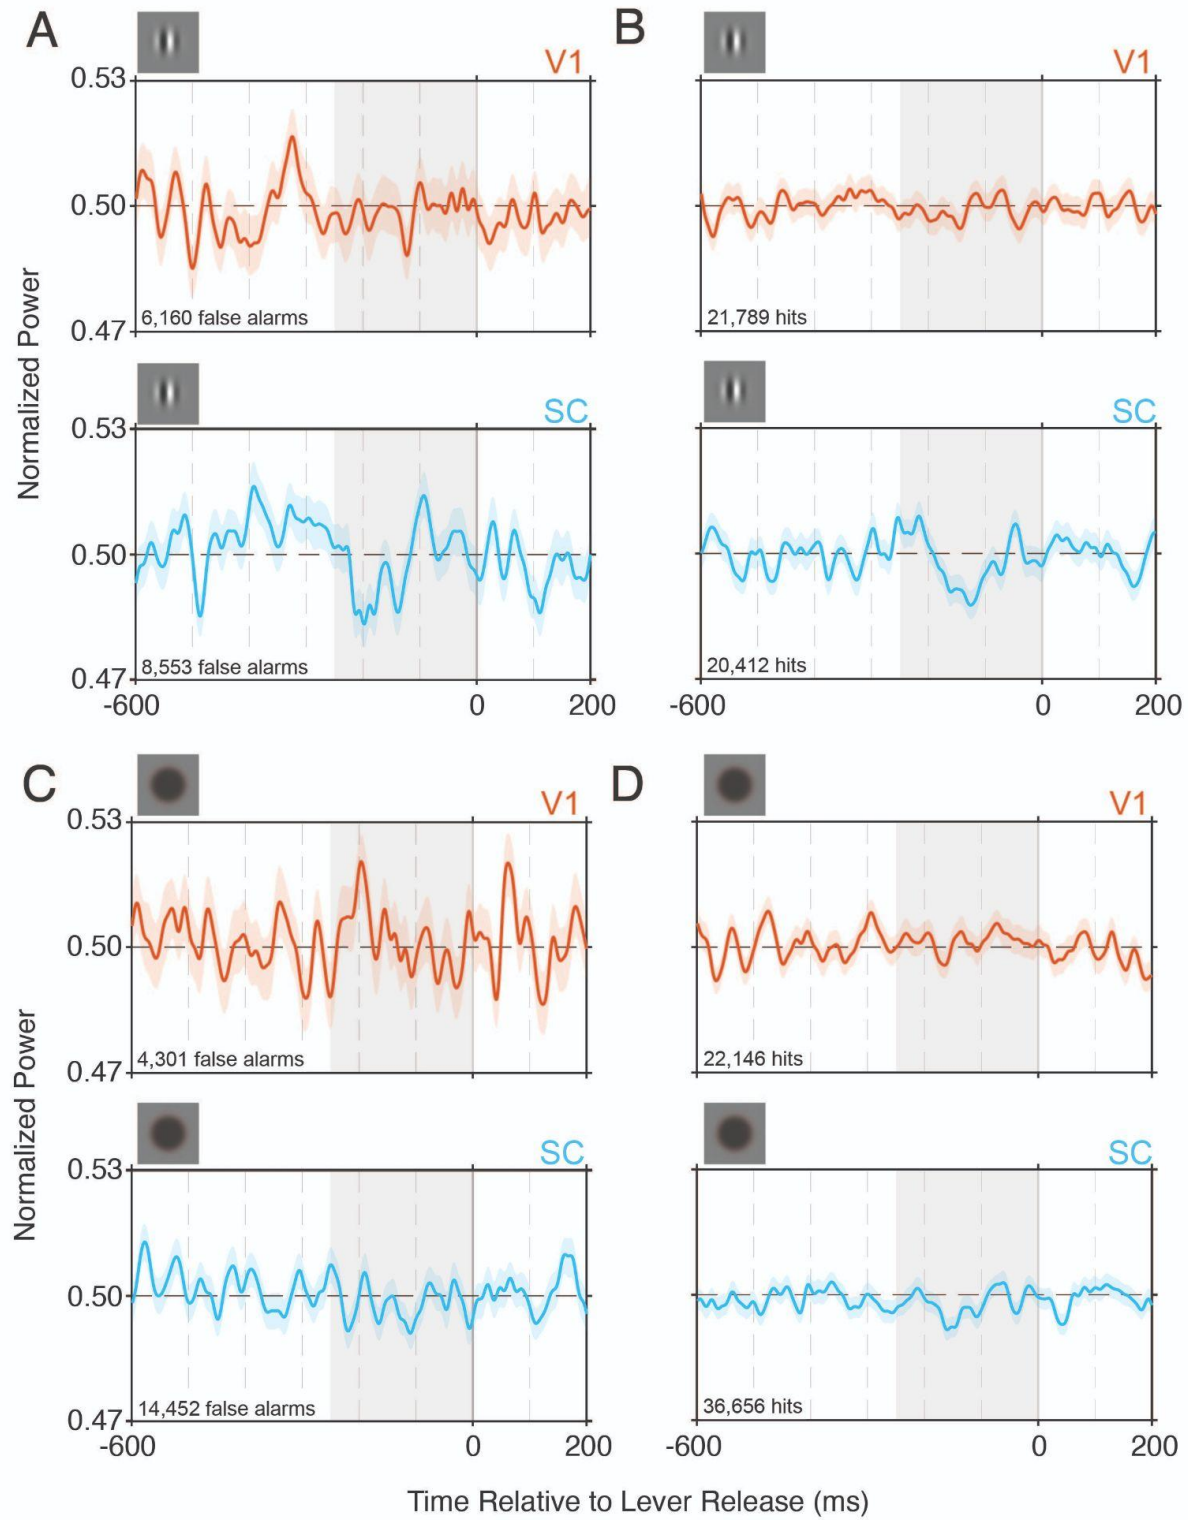 A
B
V1
V1
0.53
0.50
0.47
6,160 false alarms
21,789 hits
Normalized Power
SC
SC
0.53
0.50
0.47
8,553 false alarms
20,412 hits
-600
0
200
-600
0
200
C
D
V1
V1
0.53
0.50
0.47
4,301 false alarms
22,146 hits
Normalized Power
SC
SC
0.53
0.50
0.47
14,452 false alarms
36,656 hits
-600
0
200
-600
0
200
Time Relative to Lever Release (ms)